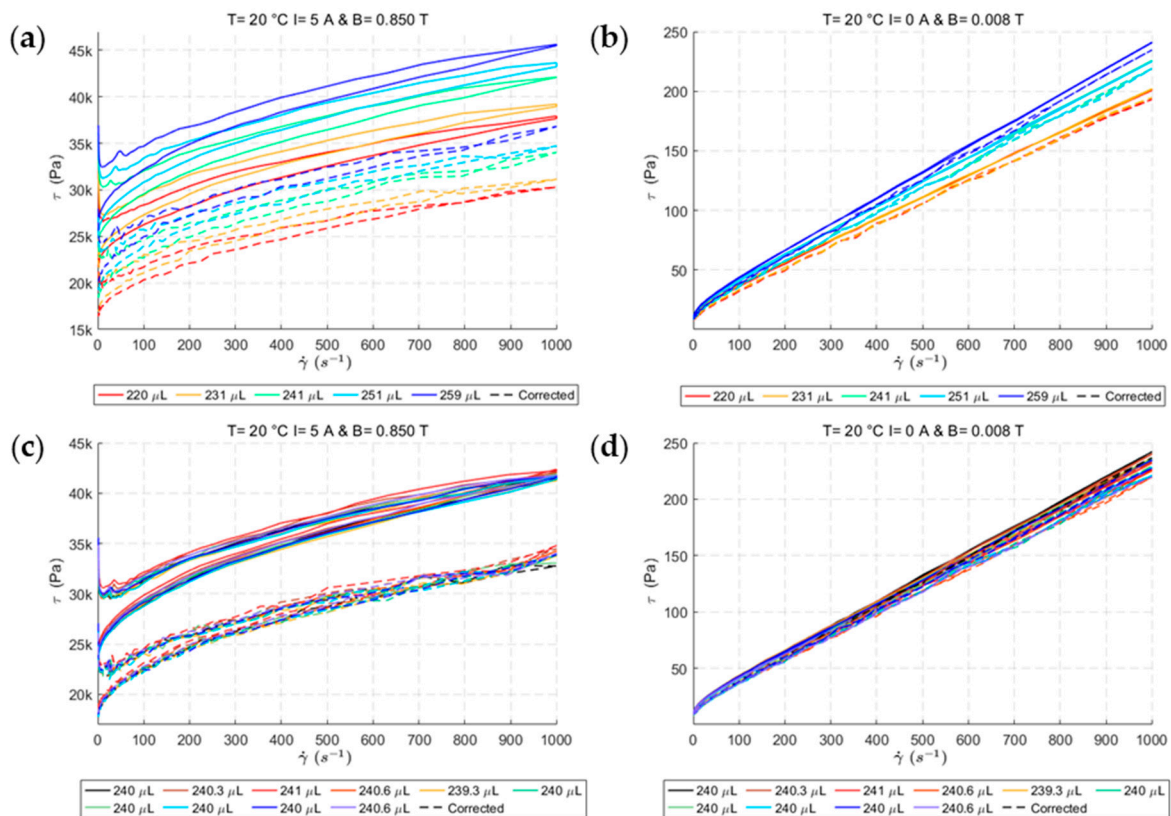 (a)
T= 20 °C I= 5 A & B= 0.850 T
45k
40k
35k
30k
25k
20k
15k
τ (Pa)
0 100 200 300 400 500 600 700 800 900 1000
γ̇ (s⁻¹)
220 μL 231 μL 241 μL 251 μL 259 μL Corrected
(b)
T= 20 °C I= 0 A & B= 0.008 T
250
200
150
100
50
τ (Pa)
0 100 200 300 400 500 600 700 800 900 1000
γ̇ (s⁻¹)
220 μL 231 μL 241 μL 251 μL 259 μL Corrected
(c)
T= 20 °C I= 5 A & B= 0.850 T
45k
40k
35k
30k
25k
20k
τ (Pa)
0 100 200 300 400 500 600 700 800 900 1000
γ̇ (s⁻¹)
240 μL 240.3 μL 241 μL 240.6 μL 239.3 μL 240 μL
240 μL 240 μL 240 μL 240.6 μL Corrected
(d)
T= 20 °C I= 0 A & B= 0.008 T
250
200
150
100
50
τ (Pa)
0 100 200 300 400 500 600 700 800 900 1000
γ̇ (s⁻¹)
240 μL 240.3 μL 241 μL 240.6 μL 239.3 μL 240 μL
240 μL 240 μL 240 μL 240.6 μL Corrected